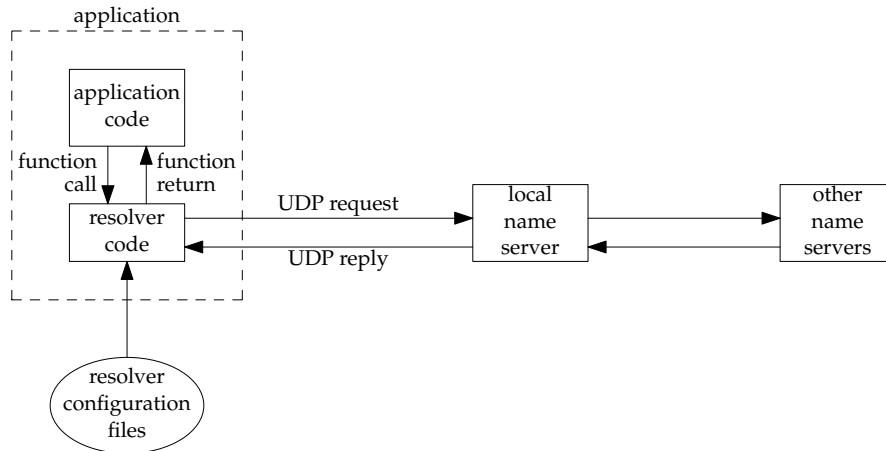 application
application
code
function
call
function
return
resolver
code
UDP request
UDP reply
local
name
server
other
name
servers
resolver
configuration
files